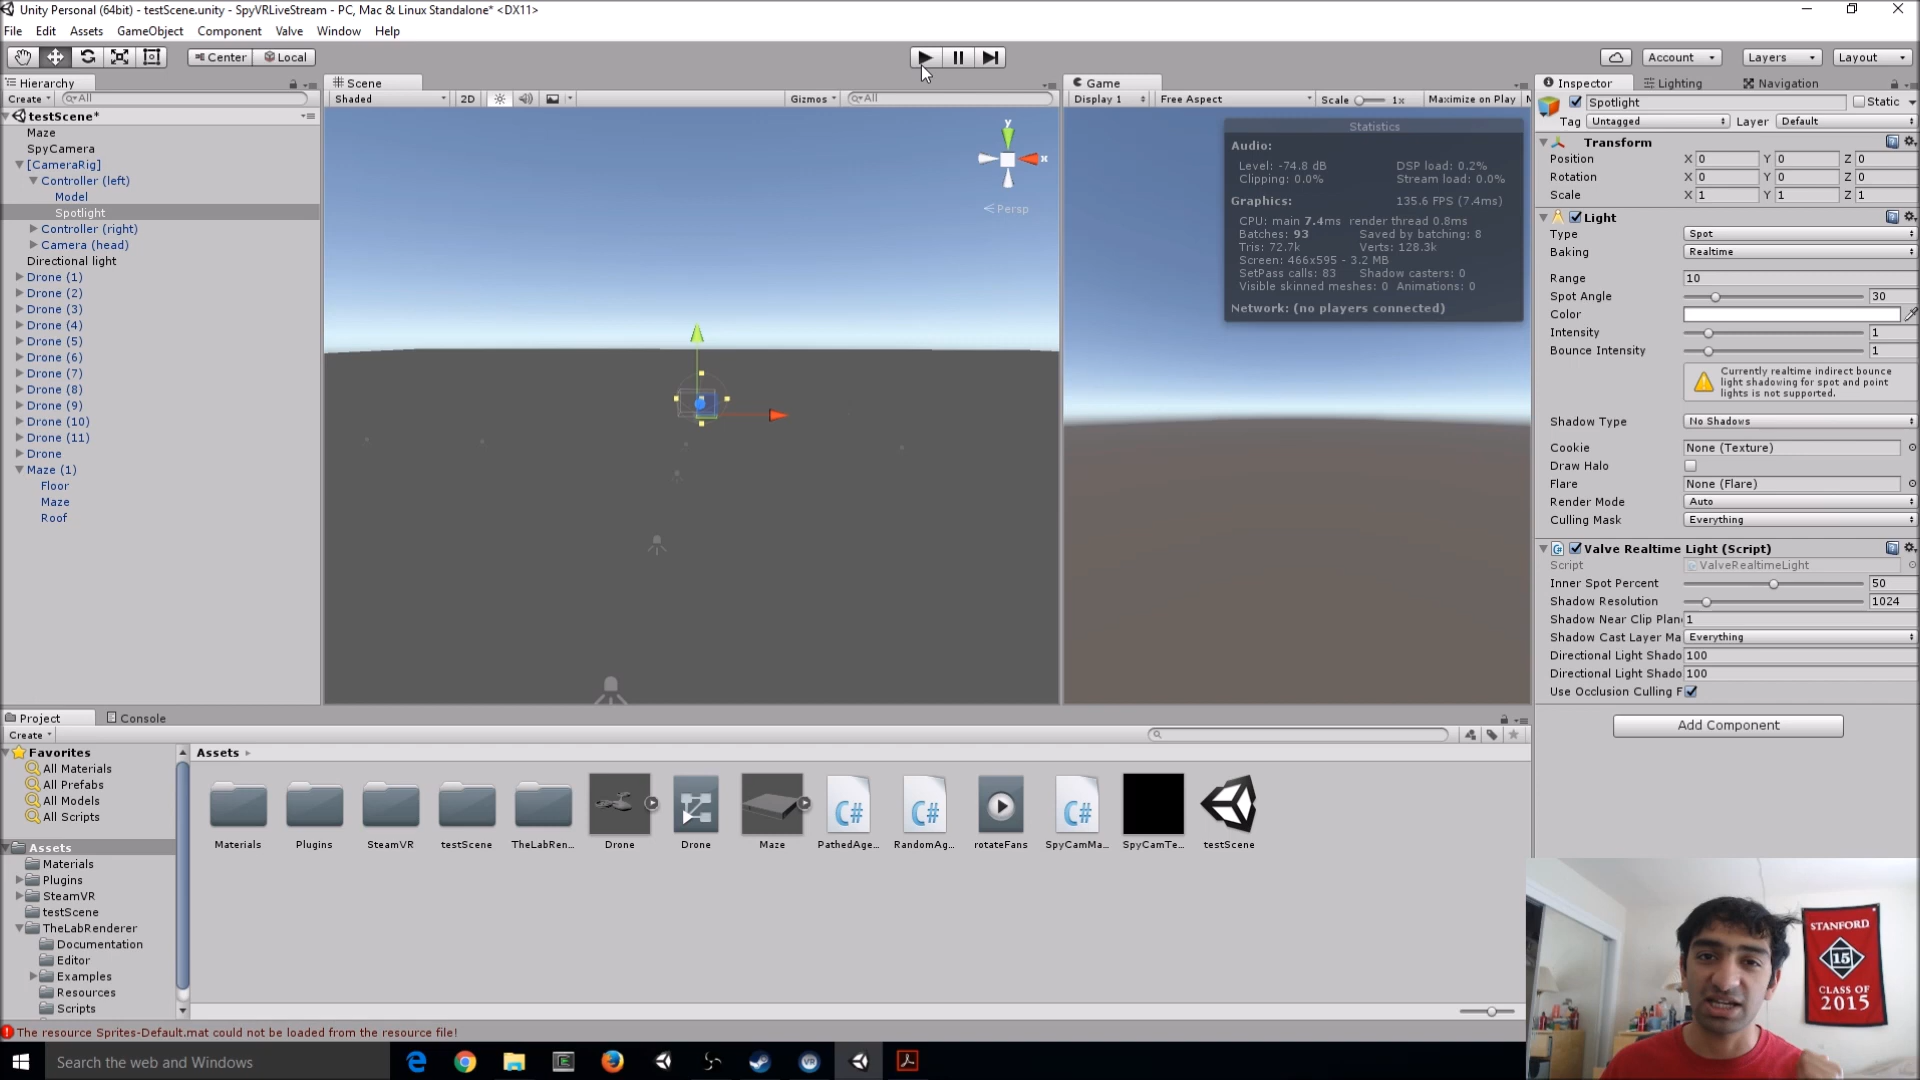 Unity Personal (64bit) - testScene.unity - SpyVRLiveStream - PC, Mac & Linux Standalone* <DX11>
File Edit Assets GameObject Component Valve Window Help
Center Local Account Layers Layout
Hierarchy
Create All
testScene*
Maze
SpyCamera
[CameraRig]
Controller (left)
Model
Spotlight
Controller (right)
Camera (head)
Directional light
Drone (1)
Drone (2)
Drone (3)
Drone (4)
Drone (5)
Drone (6)
Drone (7)
Drone (8)
Drone (9)
Drone (10)
Drone (11)
Drone
Maze (1)
Floor
Maze
Roof
Scene
Shaded 2D Gizmos All
y
x
Persp
Game
Display 1 Free Aspect Scale 1x Maximize on Play
Statistics
Audio:
Level: -74.8 dB DSP load: 0.2%
Clipping: 0.0% Stream load: 0.0%
Graphics: 135.6 FPS (7.4ms)
CPU: main 7.4ms render thread 0.8ms
Batches: 93 Saved by batching: 8
Tris: 72.7k Verts: 128.3k
Screen: 466x595 - 3.2 MB
SetPass calls: 83 Shadow casters: 0
Visible skinned meshes: 0 Animations: 0
Network: (no players connected)
Inspector Lighting Navigation
Spotlight Static
Tag Untagged Layer Default
Transform
Position X 0 Y 0 Z 0
Rotation X 0 Y 0 Z 0
Scale X 1 Y 1 Z 1
Light
Type Spot
Baking Realtime
Range 10
Spot Angle 30
Color
Intensity 1
Bounce Intensity 1
Currently realtime indirect bounce
light shadowing for spot and point
lights is not supported.
Shadow Type No Shadows
Cookie None (Texture)
Draw Halo
Flare None (Flare)
Render Mode Auto
Culling Mask Everything
Valve Realtime Light (Script)
Script ValveRealtimeLight
Inner Spot Percent 50
Shadow Resolution 1024
Shadow Near Clip Plan 1
Shadow Cast Layer Ma Everything
Directional Light Shado 100
Directional Light Shado 100
Use Occlusion Culling F
Add Component
Project Console
Create
Favorites
All Materials
All Prefabs
All Models
All Scripts
Assets
Materials
Plugins
SteamVR
testScene
TheLabRenderer
Documentation
Editor
Examples
Resources
Scripts
Assets
C# C# C#
Materials Plugins SteamVR testScene TheLabRen... Drone Drone Maze PathedAge... RandomAg... rotateFans SpyCamMa... SpyCamTe... testScene
The resource Sprites-Default.mat could not be loaded from the resource file!
Search the web and Windows
STANFORD
15
CLASS OF
2015